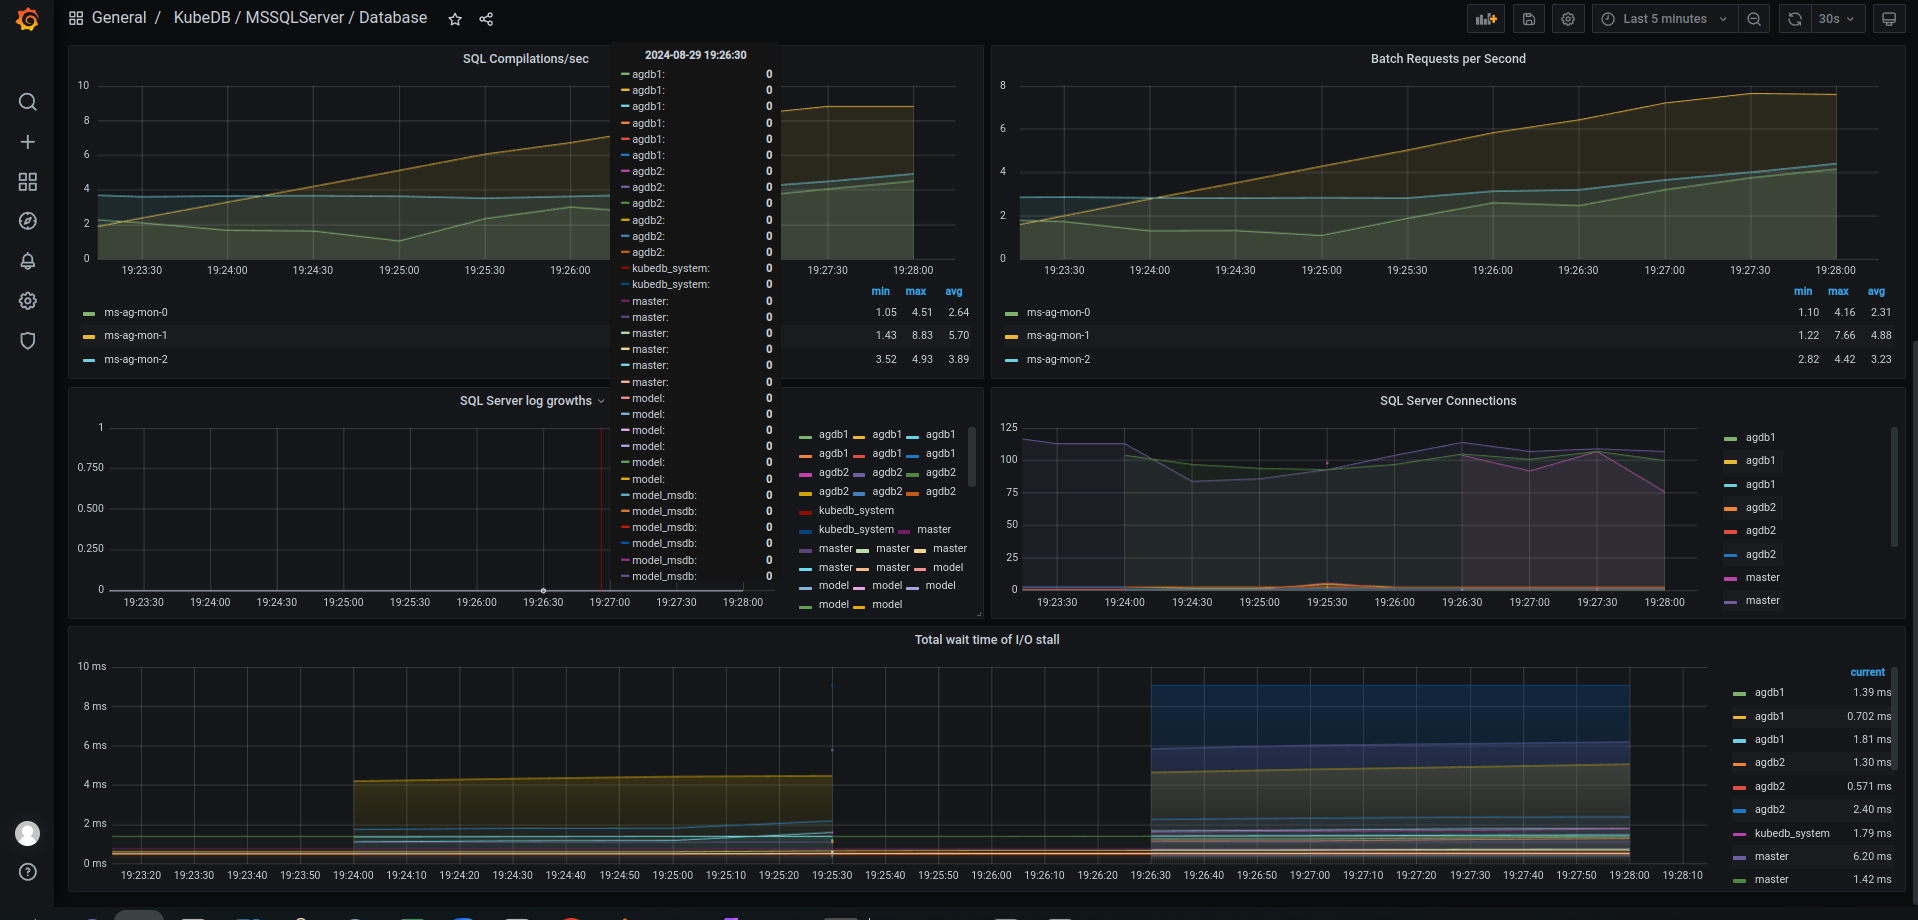 General / KubeDB / MSSQLServer / Database
Last 5 minutes
30s
SQL Compilations/sec
10
8
6
4
2
0
19:23:30 19:24:00 19:24:30 19:25:00 19:25:30 19:26:00 19:27:30 19:28:00
min max avg
ms-ag-mon-0 1.05 4.51 2.64
ms-ag-mon-1 1.43 8.83 5.70
ms-ag-mon-2 3.52 4.93 3.89
2024-08-29 19:26:30
agdb1: 0
agdb1: 0
agdb1: 0
agdb1: 0
agdb1: 0
agdb1: 0
agdb2: 0
agdb2: 0
agdb2: 0
agdb2: 0
agdb2: 0
agdb2: 0
kubedb_system: 0
kubedb_system: 0
master: 0
master: 0
master: 0
master: 0
master: 0
master: 0
model: 0
model: 0
model: 0
model: 0
model: 0
model: 0
model_msdb: 0
model_msdb: 0
model_msdb: 0
model_msdb: 0
model_msdb: 0
model_msdb: 0
Batch Requests per Second
8
6
4
2
0
19:23:30 19:24:00 19:24:30 19:25:00 19:25:30 19:26:00 19:26:30 19:27:00 19:27:30 19:28:00
min max avg
ms-ag-mon-0 1.10 4.16 2.31
ms-ag-mon-1 1.22 7.66 4.88
ms-ag-mon-2 2.82 4.42 3.23
SQL Server log growths
1
0.750
0.500
0.250
0
19:23:30 19:24:00 19:24:30 19:25:00 19:25:30 19:26:00 19:26:30 19:27:00 19:27:30 19:28:00
agdb1 agdb1 agdb1
agdb1 agdb1 agdb1
agdb2 agdb2 agdb2
agdb2 agdb2 agdb2
kubedb_system
kubedb_system master
master master master
master master model
model model model
model model
SQL Server Connections
125
100
75
50
25
0
19:23:30 19:24:00 19:24:30 19:25:00 19:25:30 19:26:00 19:26:30 19:27:00 19:27:30 19:28:00
agdb1
agdb1
agdb1
agdb2
agdb2
agdb2
master
master
Total wait time of I/O stall
10 ms
8 ms
6 ms
4 ms
2 ms
0 ms
19:23:20 19:23:30 19:23:40 19:23:50 19:24:00 19:24:10 19:24:20 19:24:30 19:24:40 19:24:50 19:25:00 19:25:10 19:25:20 19:25:30 19:25:40 19:25:50 19:26:00 19:26:10 19:26:20 19:26:30 19:26:40 19:26:50 19:27:00 19:27:10 19:27:20 19:27:30 19:27:40 19:27:50 19:28:00 19:28:10
current
agdb1 1.39 ms
agdb1 0.702 ms
agdb1 1.81 ms
agdb2 1.30 ms
agdb2 0.571 ms
agdb2 2.40 ms
kubedb_system 1.79 ms
master 6.20 ms
master 1.42 ms